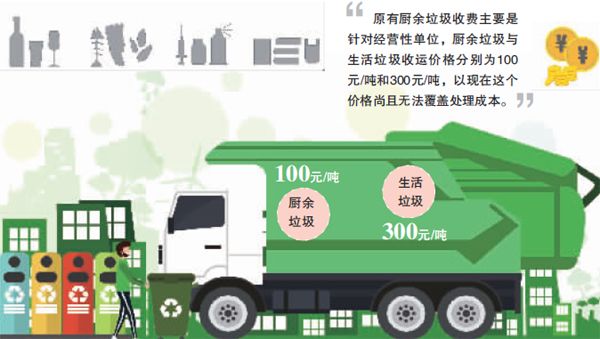 “
原有厨余垃圾收费主要是
针对经营性单位，厨余垃圾与
生活垃圾收运价格分别为100
元/吨和300元/吨，以现在这个
价格尚且无法覆盖处理成本。
”
¥
¥
100元/吨
厨余
垃圾
生活
垃圾
300元/吨